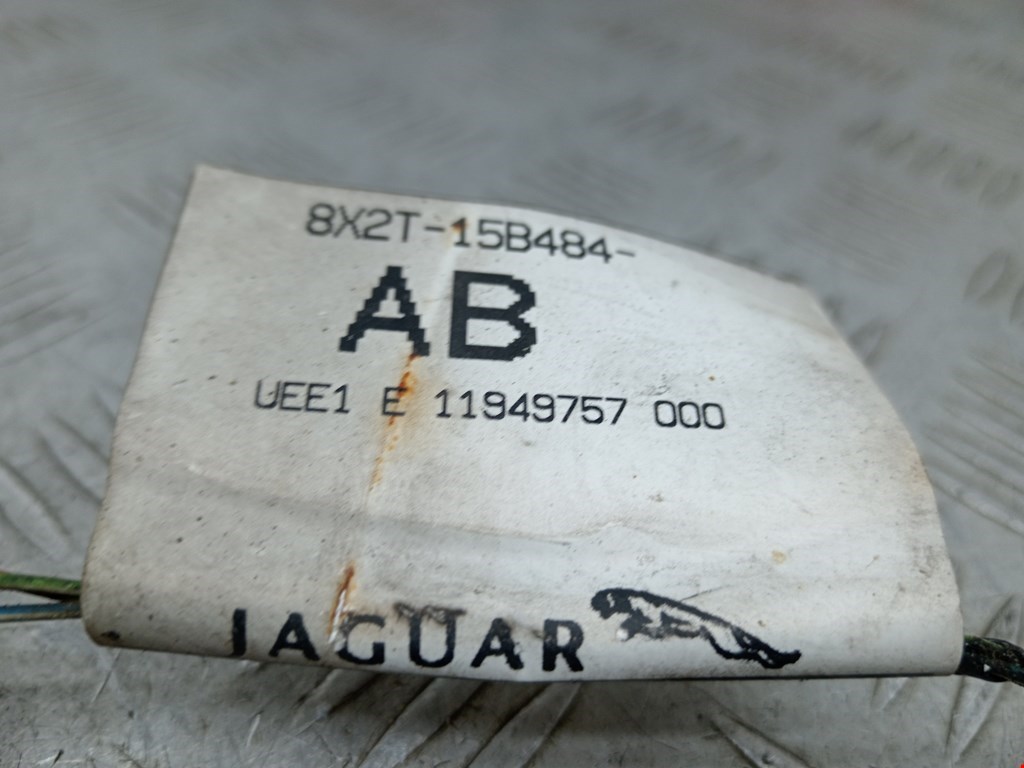 8X2T-15B484-
AB
UEE1 E 11949757 000
JAGUAR